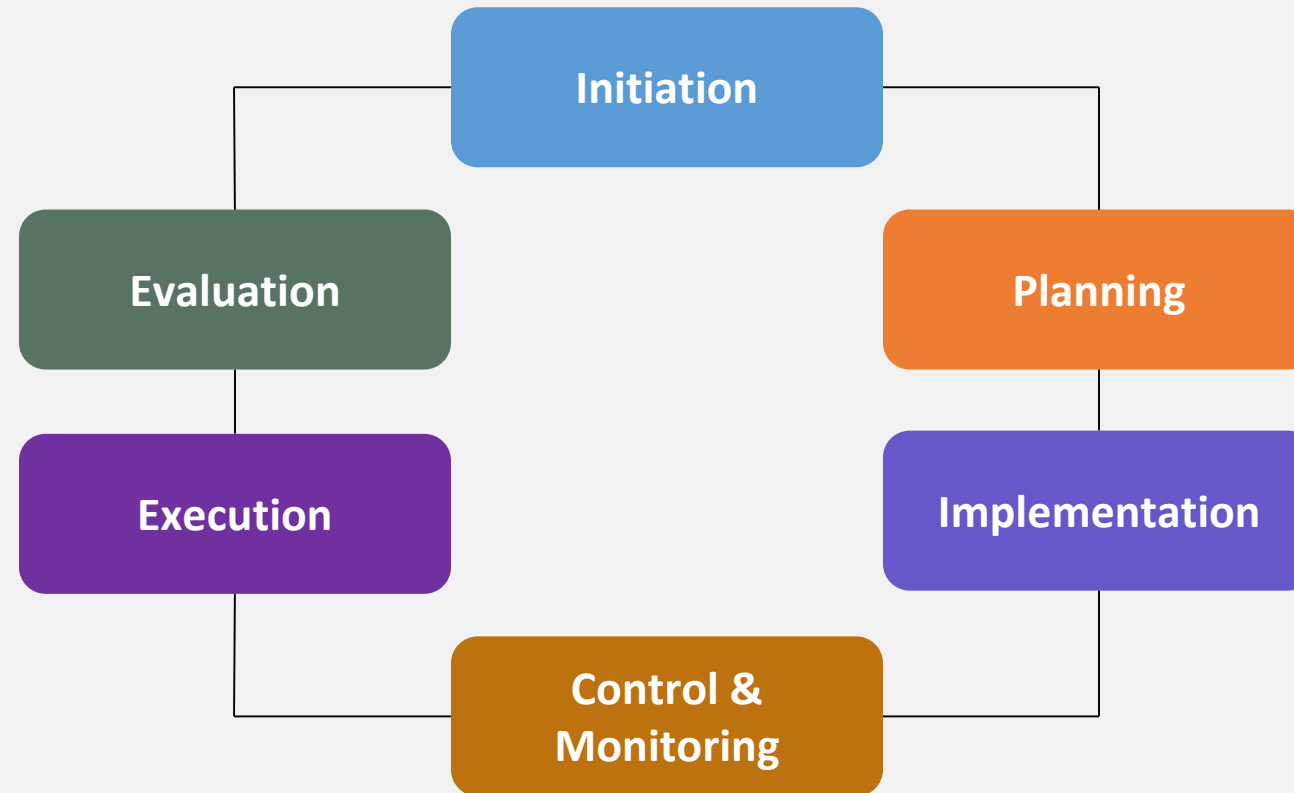 Initiation
Evaluation
Planning
Execution
Implementation
Control &
Monitoring